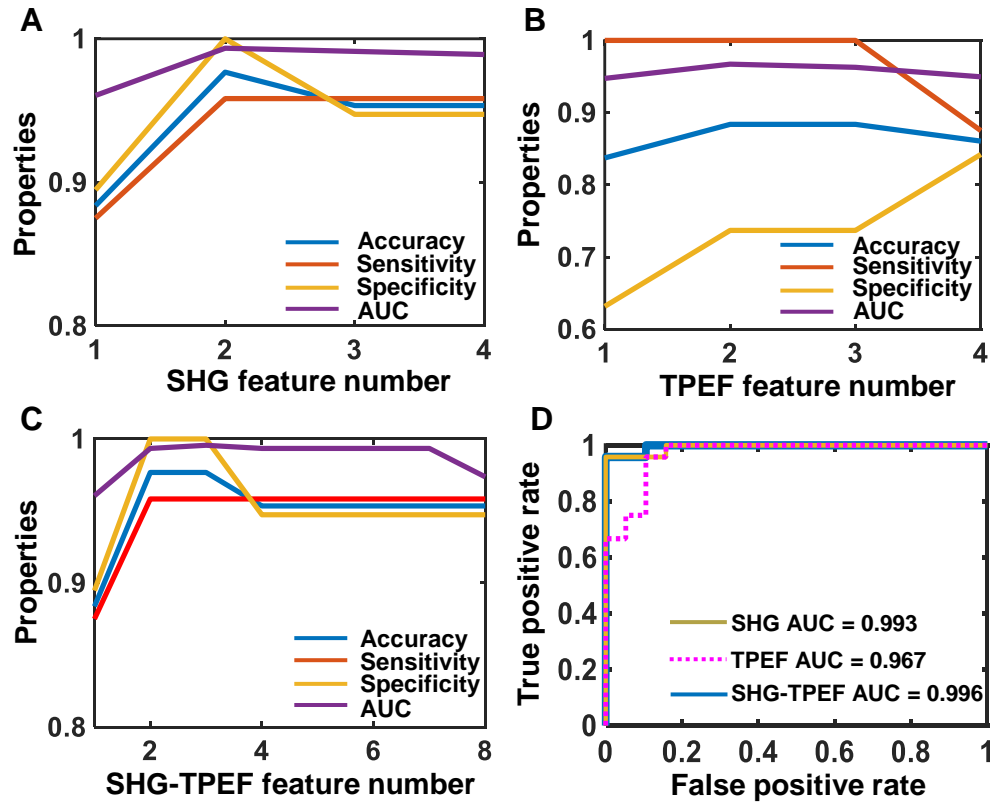 A
1
0.9
0.8
Properties
1
2
3
4
SHG feature number
Accuracy
Sensitivity
Specificity
AUC
B
1
0.9
0.8
0.7
0.6
Properties
1
2
3
4
TPEF feature number
Accuracy
Sensitivity
Specificity
AUC
C
1
0.9
0.8
Properties
2
4
6
8
SHG-TPEF feature number
Accuracy
Sensitivity
Specificity
AUC
D
1
0.8
0.6
0.4
0.2
0
True positive rate
0
0.2
0.4
0.6
0.8
1
False positive rate
SHG AUC = 0.993
TPEF AUC = 0.967
SHG-TPEF AUC = 0.996